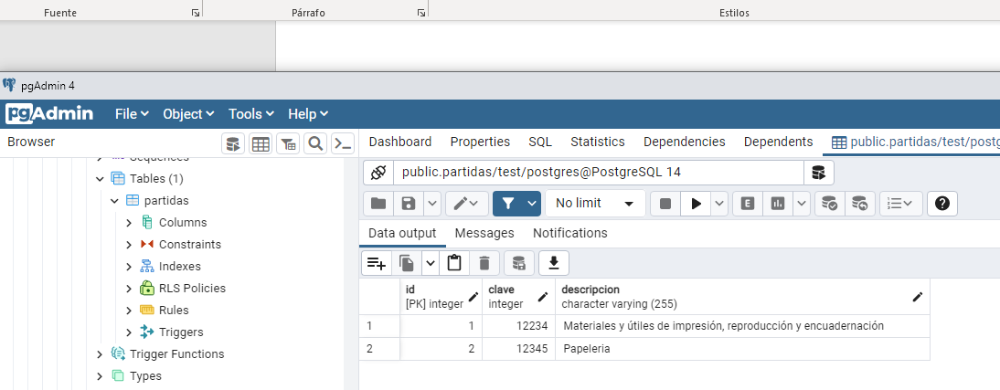 Fuente Párrafo Estilos
pgAdmin 4
pgAdmin File Object Tools Help
Browser
Dashboard Properties SQL Statistics Dependencies Dependents public.partidas/test/postg
Sequences
Tables (1)
partidas
Columns
Constraints
Indexes
RLS Policies
Rules
Triggers
Trigger Functions
Types
public.partidas/test/postgres@PostgreSQL 14
No limit E
Data output Messages Notifications
id clave descripcion
[PK] integer integer character varying (255)
1 1 12234 Materiales y útiles de impresión, reproducción y encuadernación
2 2 12345 Papeleria